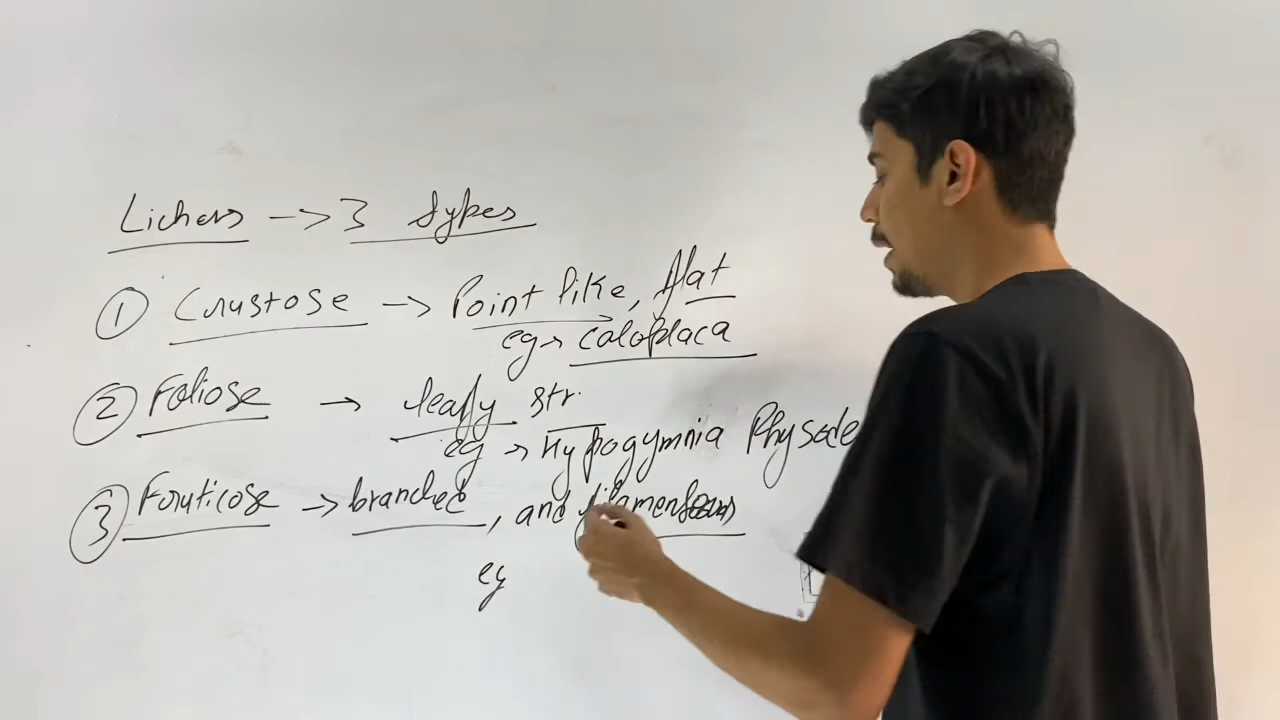 Lichens -> 3 types
① Crustose -> Point like, flat
eg -> caloplaca
② Foliose -> leafy str.
eg -> Hypogymnia Physode
③ Fruticose -> branded, and filamentous
eg